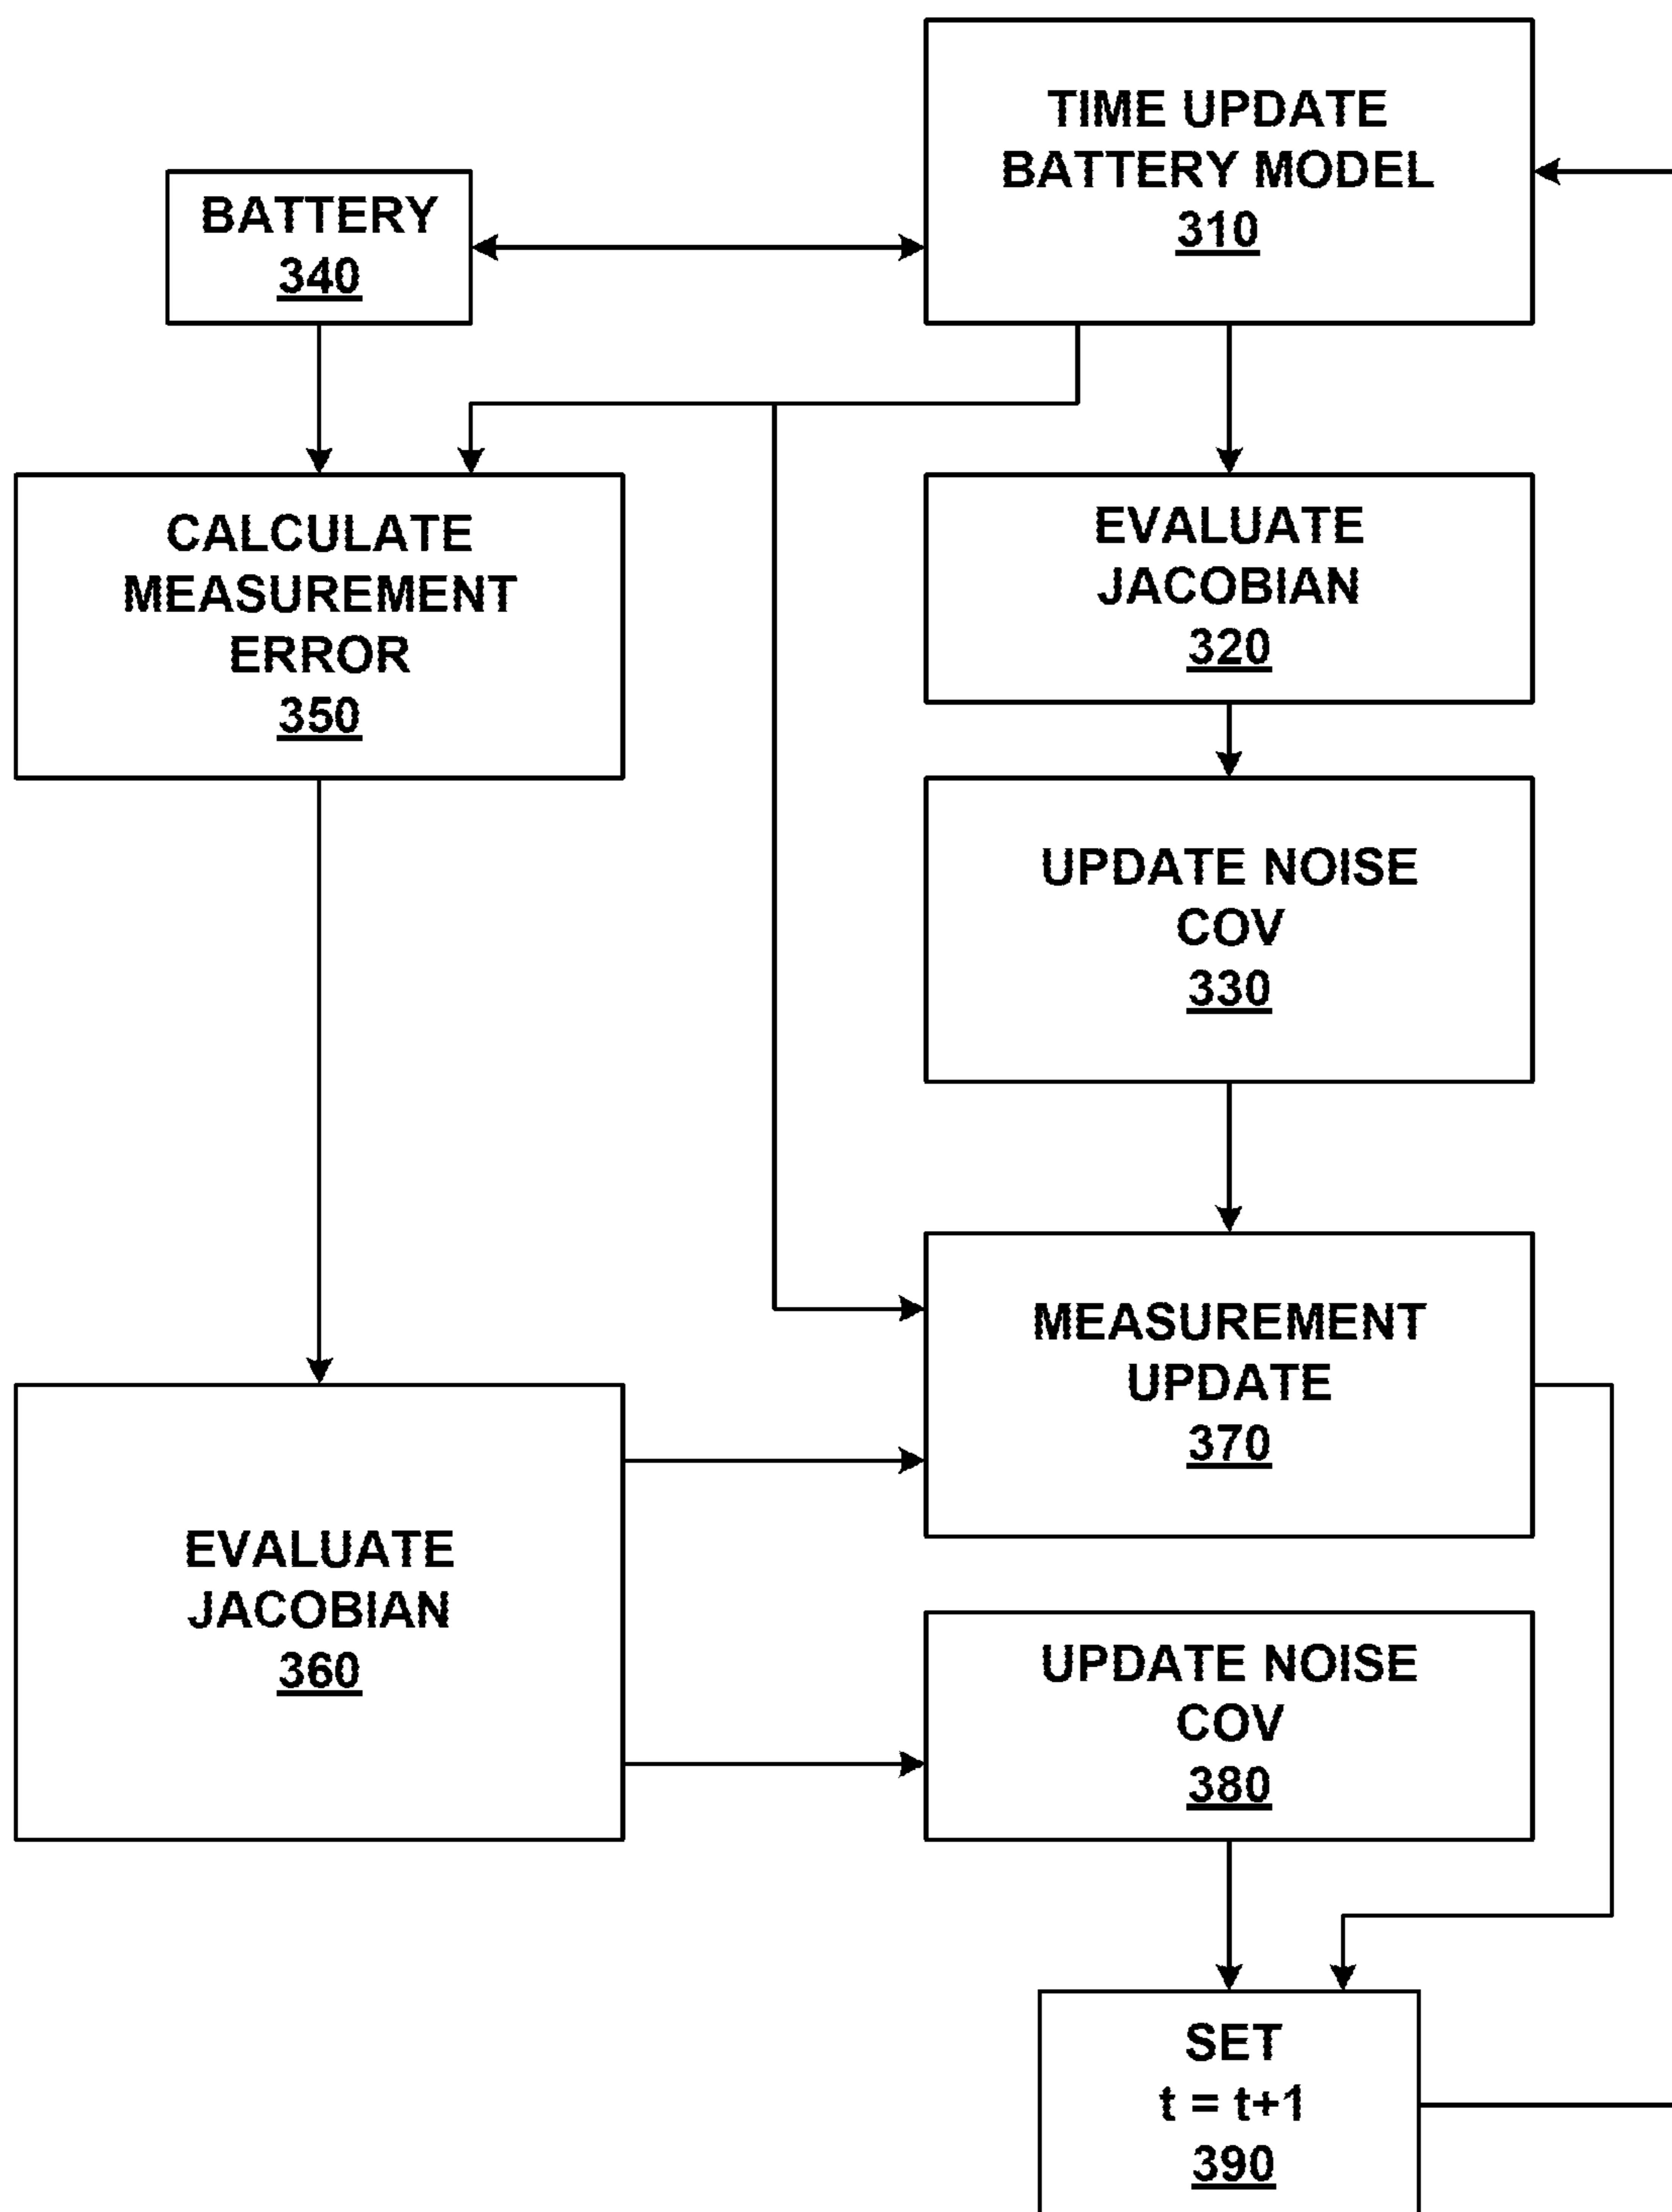 TIME UPDATE
BATTERY MODEL
310
BATTERY
340
CALCULATE
MEASUREMENT
ERROR
350
EVALUATE
JACOBIAN
320
UPDATE NOISE
COV
330
MEASUREMENT
UPDATE
370
EVALUATE
JACOBIAN
360
UPDATE NOISE
COV
380
SET
t = t+1
390